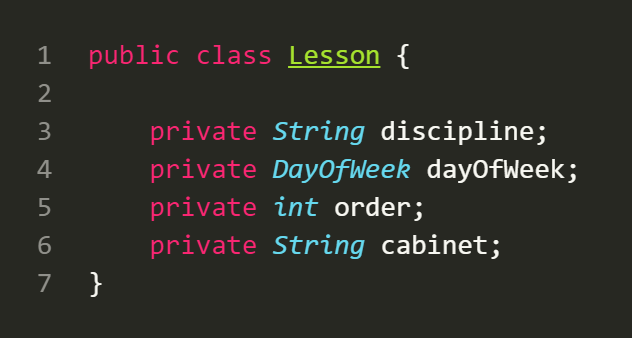 1 public class Lesson {
2
3     private String discipline;
4     private DayOfWeek dayOfWeek;
5     private int order;
6     private String cabinet;
7 }